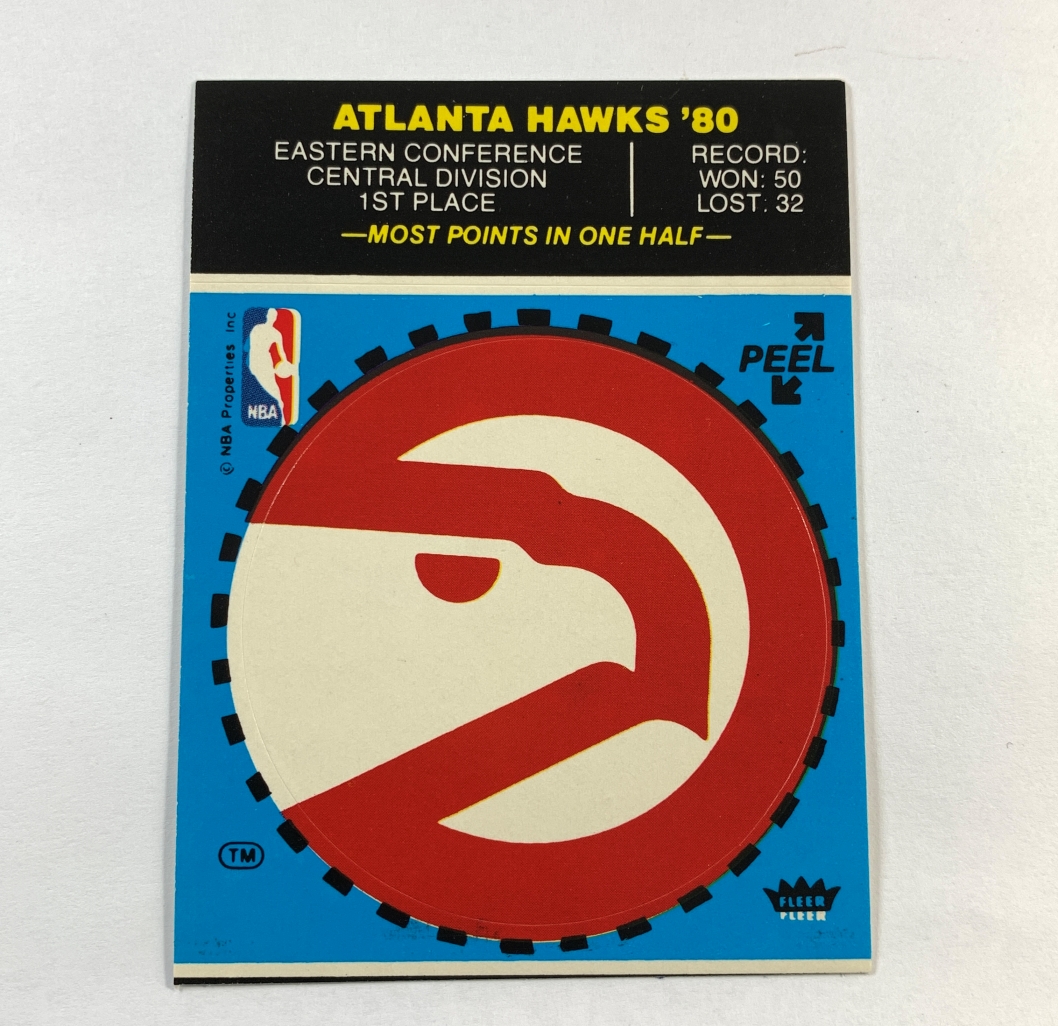 ATLANTA HAWKS '80
EASTERN CONFERENCE
CENTRAL DIVISION
1ST PLACE
RECORD:
WON: 50
LOST: 32
—MOST POINTS IN ONE HALF—
© NBA Properties Inc
NBA
PEEL
TM
FLEER
FLEER